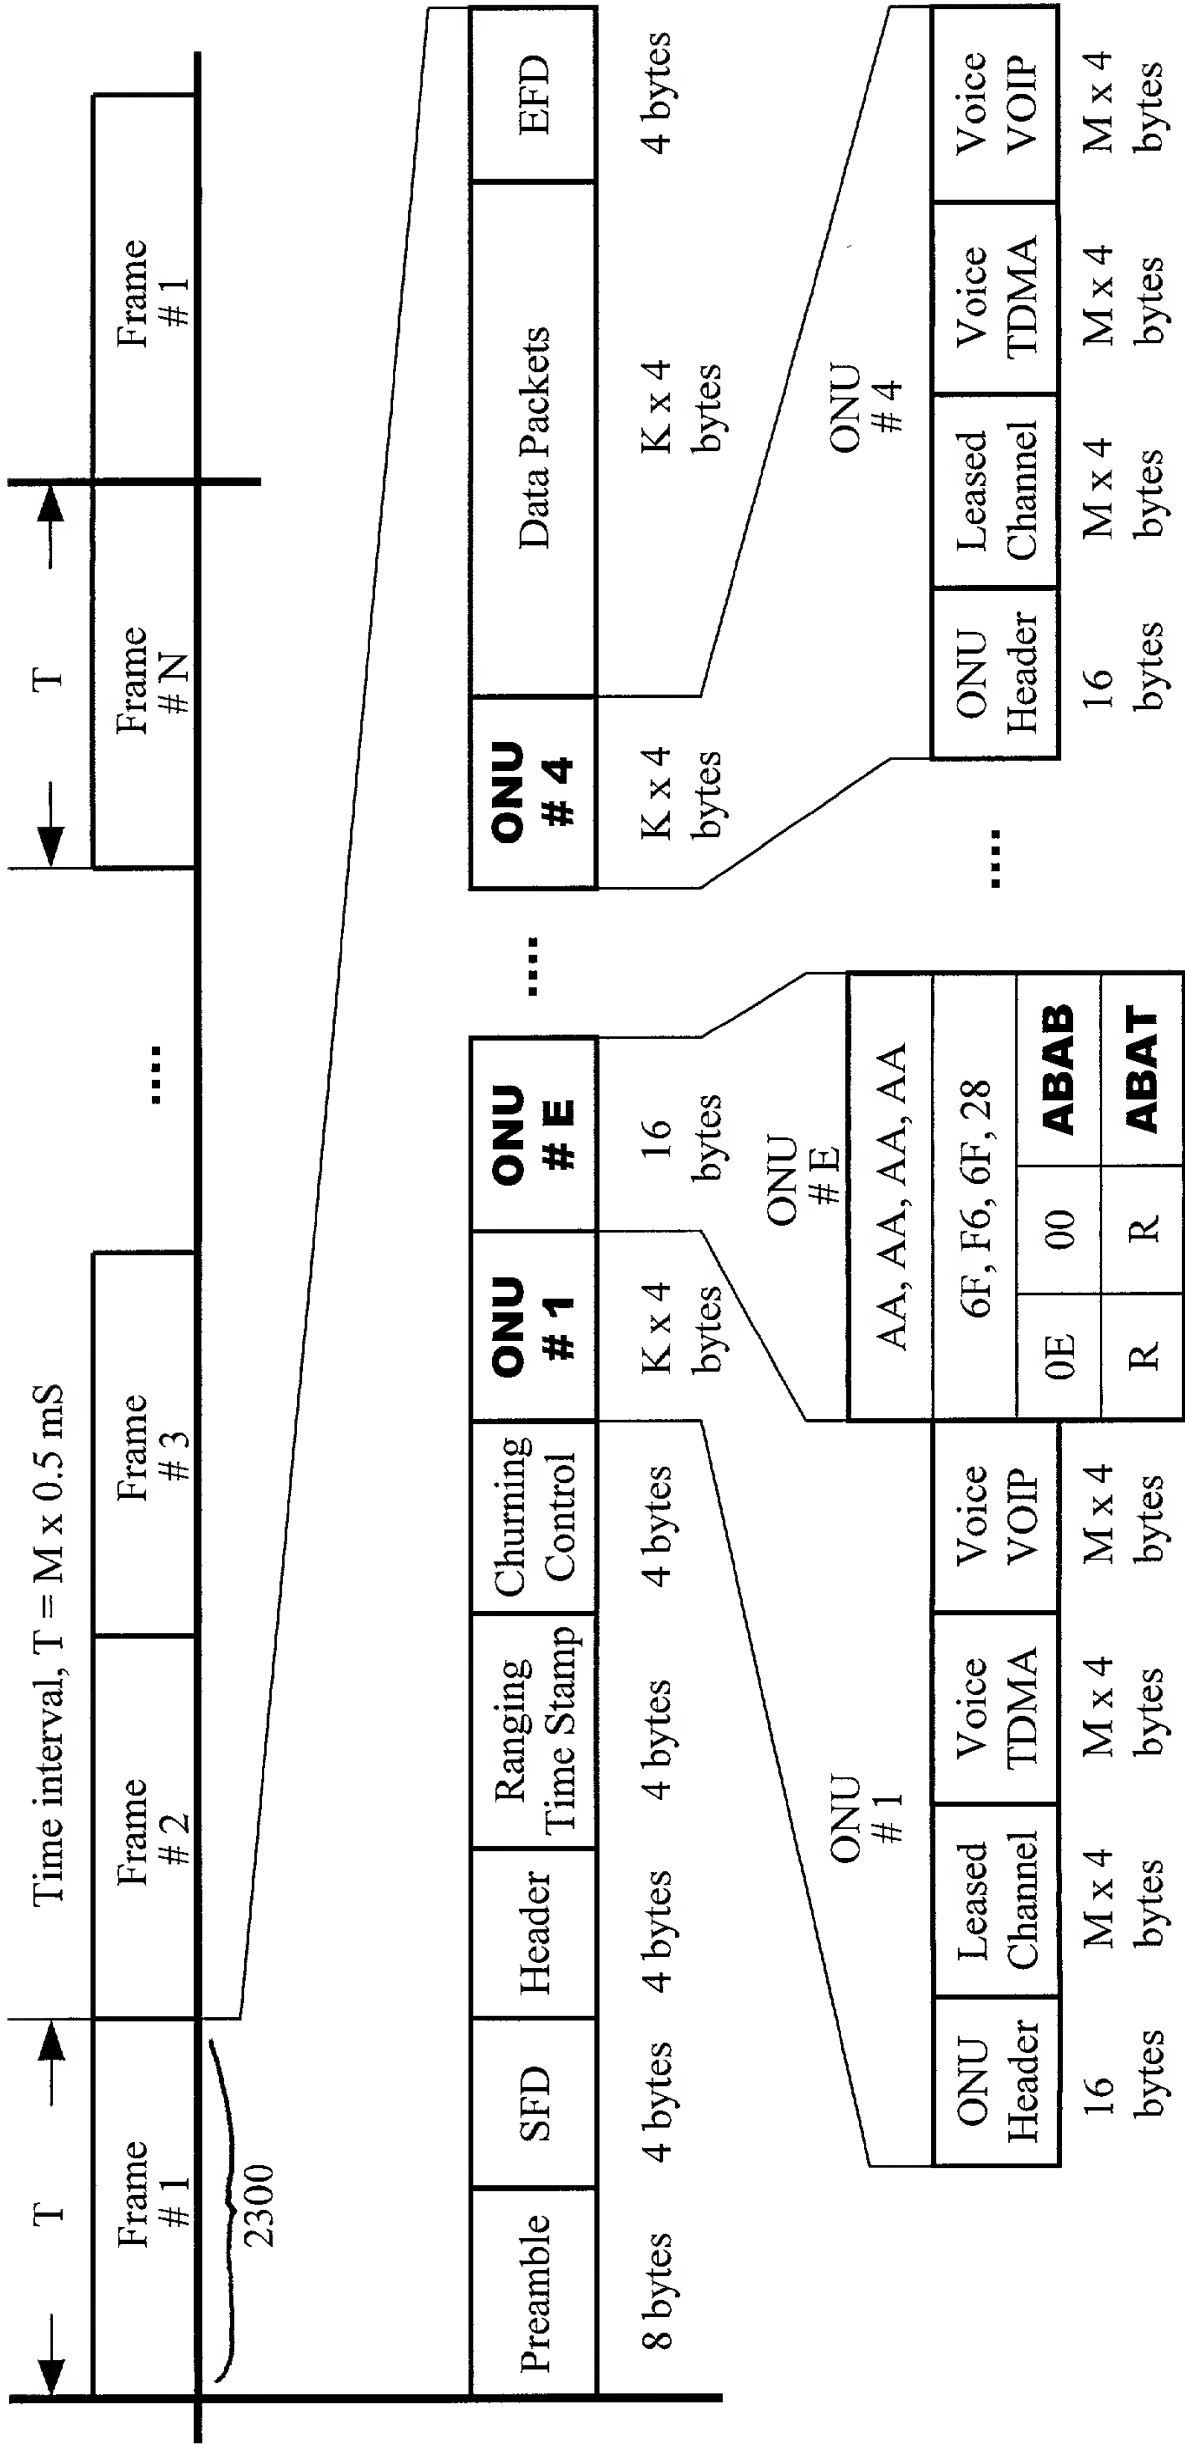 Time interval, T = M x 0.5 mS
T
T
Frame
# 1
Frame
# 2
Frame
# 3
....
Frame
# N
Frame
# 1
2300
Preamble
SFD
Header
Ranging
Time Stamp
Churning
Control
ONU
# 1
ONU
# E
....
ONU
# 4
Data Packets
EFD
8 bytes
4 bytes
4 bytes
4 bytes
4 bytes
K x 4
bytes
16
bytes
K x 4
bytes
K x 4
bytes
4 bytes
ONU
# 1
ONU
Header
Leased
Channel
Voice
TDMA
Voice
VOIP
16
bytes
M x 4
bytes
M x 4
bytes
M x 4
bytes
ONU
# E
AA, AA, AA, AA, AA
6F, F6, 6F, 28
0E
00
ABAB
R
R
ABAT
....
ONU
# 4
ONU
Header
Leased
Channel
Voice
TDMA
Voice
VOIP
16
bytes
M x 4
bytes
M x 4
bytes
M x 4
bytes